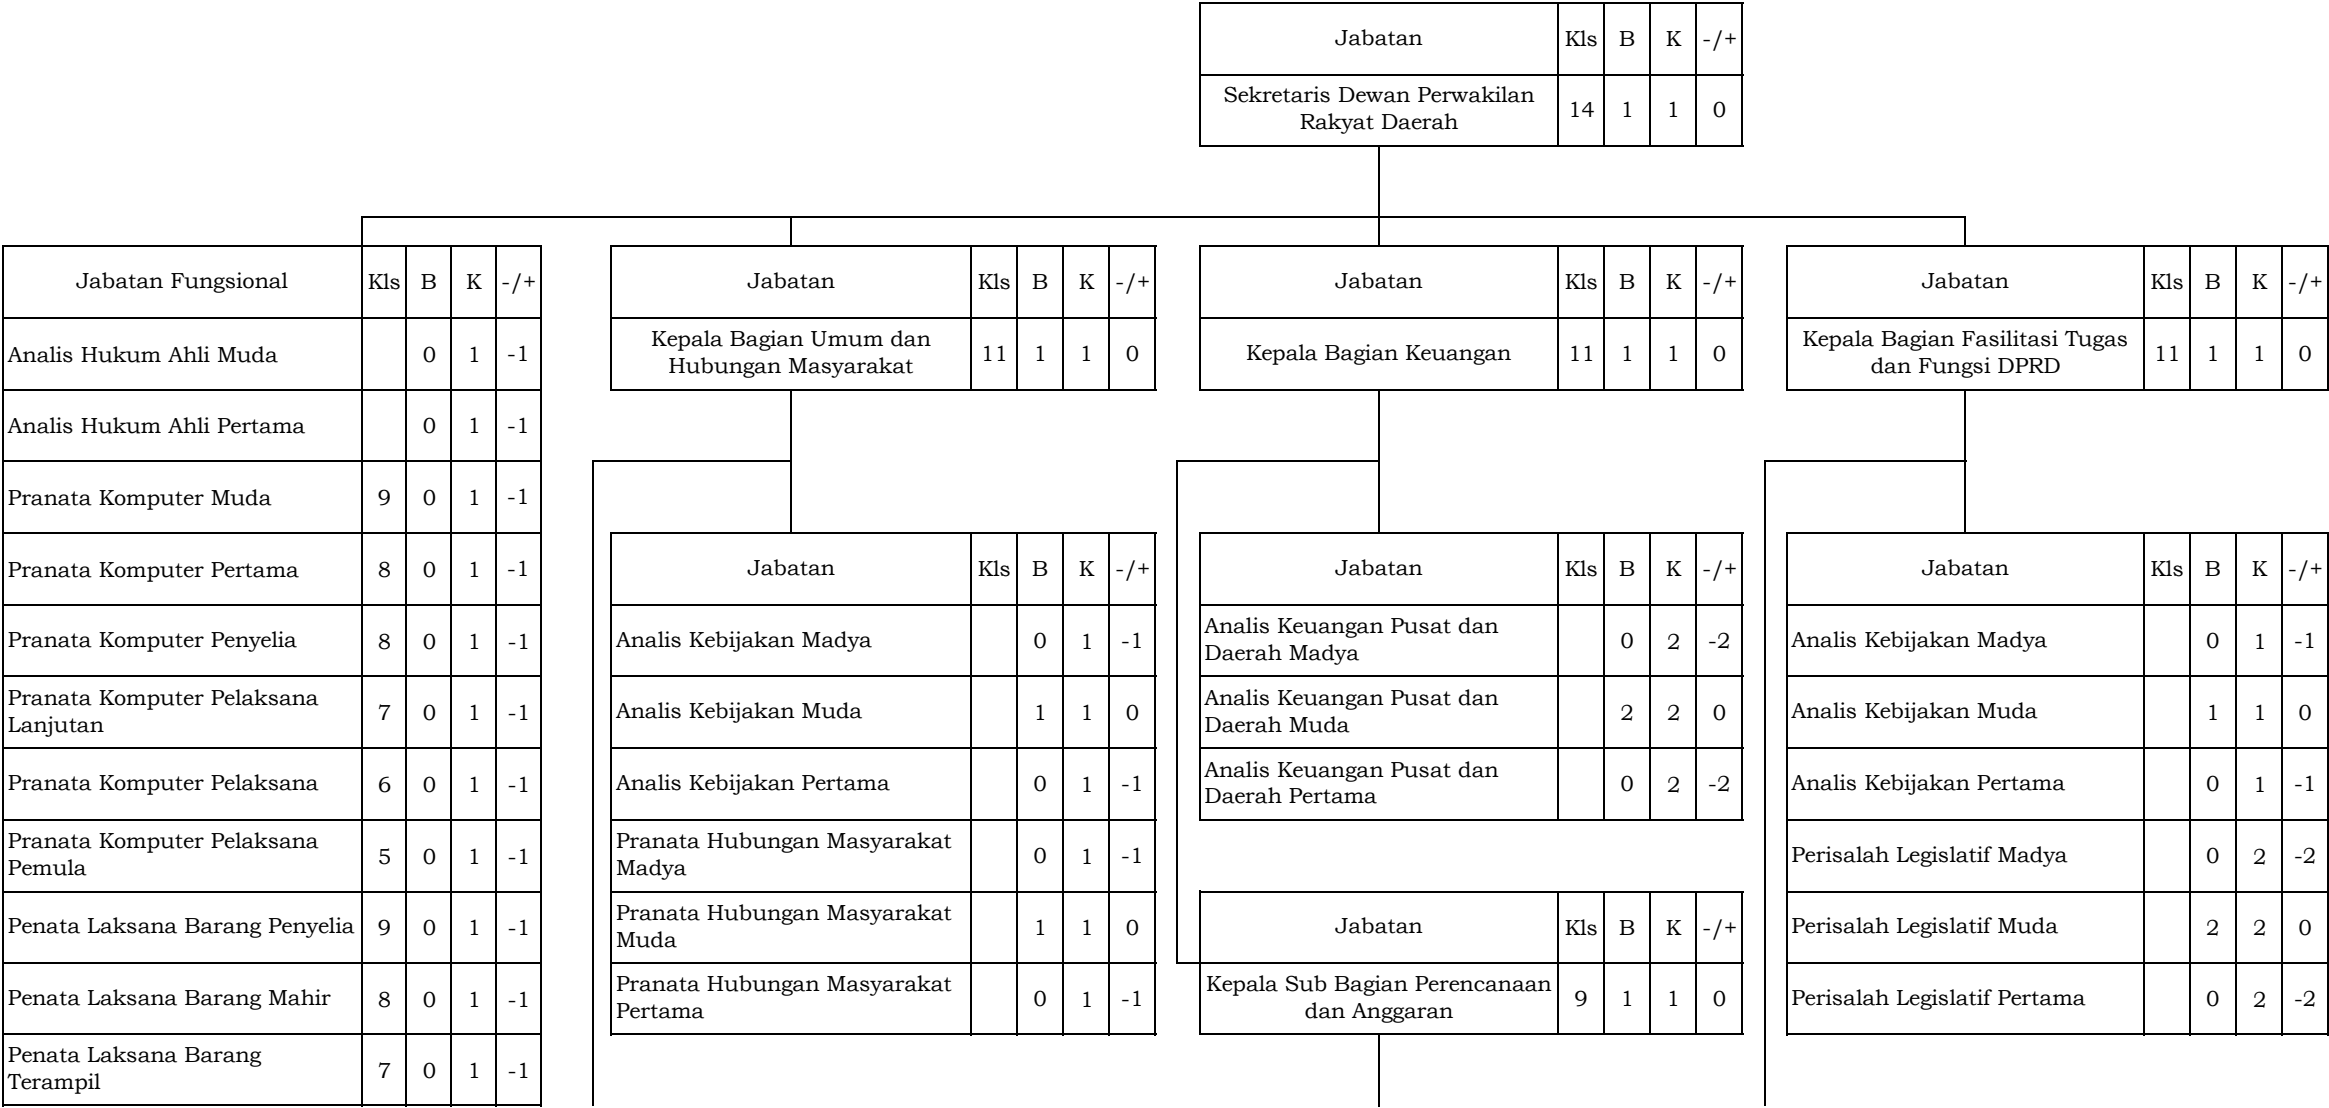 Jabatan Kls B K -/+
Sekretaris Dewan Perwakilan
Rakyat Daerah 14 1 1 0
Jabatan Fungsional Kls B K -/+
Analis Hukum Ahli Muda 0 1 -1
Analis Hukum Ahli Pertama 0 1 -1
Pranata Komputer Muda 9 0 1 -1
Pranata Komputer Pertama 8 0 1 -1
Pranata Komputer Penyelia 8 0 1 -1
Pranata Komputer Pelaksana
Lanjutan 7 0 1 -1
Pranata Komputer Pelaksana 6 0 1 -1
Pranata Komputer Pelaksana
Pemula 5 0 1 -1
Penata Laksana Barang Penyelia 9 0 1 -1
Penata Laksana Barang Mahir 8 0 1 -1
Penata Laksana Barang
Terampil 7 0 1 -1
Jabatan Kls B K -/+
Kepala Bagian Umum dan
Hubungan Masyarakat 11 1 1 0
Jabatan Kls B K -/+
Analis Kebijakan Madya 0 1 -1
Analis Kebijakan Muda 1 1 0
Analis Kebijakan Pertama 0 1 -1
Pranata Hubungan Masyarakat
Madya 0 1 -1
Pranata Hubungan Masyarakat
Muda 1 1 0
Pranata Hubungan Masyarakat
Pertama 0 1 -1
Jabatan Kls B K -/+
Kepala Bagian Keuangan 11 1 1 0
Jabatan Kls B K -/+
Analis Keuangan Pusat dan
Daerah Madya 0 2 -2
Analis Keuangan Pusat dan
Daerah Muda 2 2 0
Analis Keuangan Pusat dan
Daerah Pertama 0 2 -2
Jabatan Kls B K -/+
Kepala Sub Bagian Perencanaan
dan Anggaran 9 1 1 0
Jabatan Kls B K -/+
Kepala Bagian Fasilitasi Tugas
dan Fungsi DPRD 11 1 1 0
Jabatan Kls B K -/+
Analis Kebijakan Madya 0 1 -1
Analis Kebijakan Muda 1 1 0
Analis Kebijakan Pertama 0 1 -1
Perisalah Legislatif Madya 0 2 -2
Perisalah Legislatif Muda 2 2 0
Perisalah Legislatif Pertama 0 2 -2